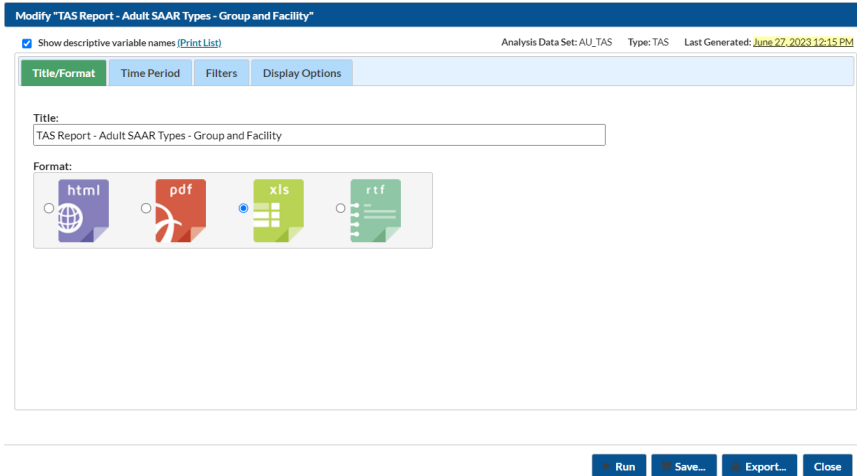 Modify "TAS Report - Adult SAAR Types - Group and Facility"
Show descriptive variable names (Print List) Analysis Data Set: AU_TAS Type: TAS Last Generated: June 27, 2023 12:15 PM
Title/Format Time Period Filters Display Options
Title:
TAS Report - Adult SAAR Types - Group and Facility
Format:
html pdf xls rtf
Run Save... Export... Close